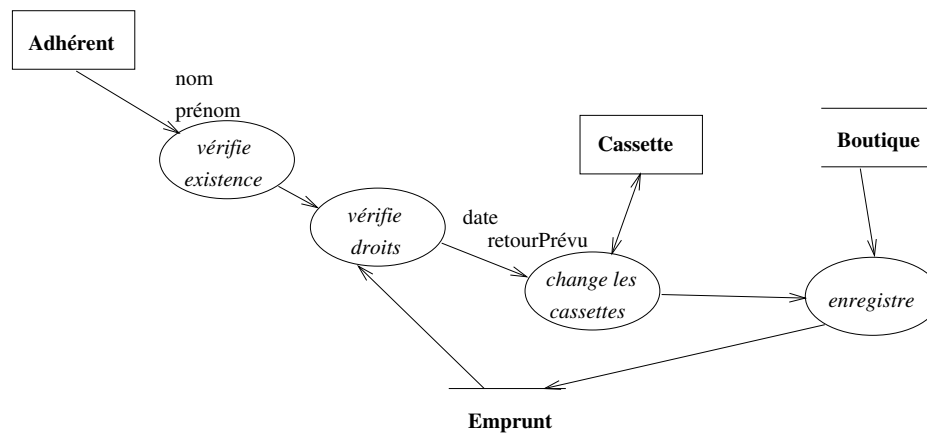 Adhérent
nom
prénom
vérifie
existence
Cassette
Boutique
vérifie
droits
date
retourPrévu
change les
cassettes
enregistre
Emprunt